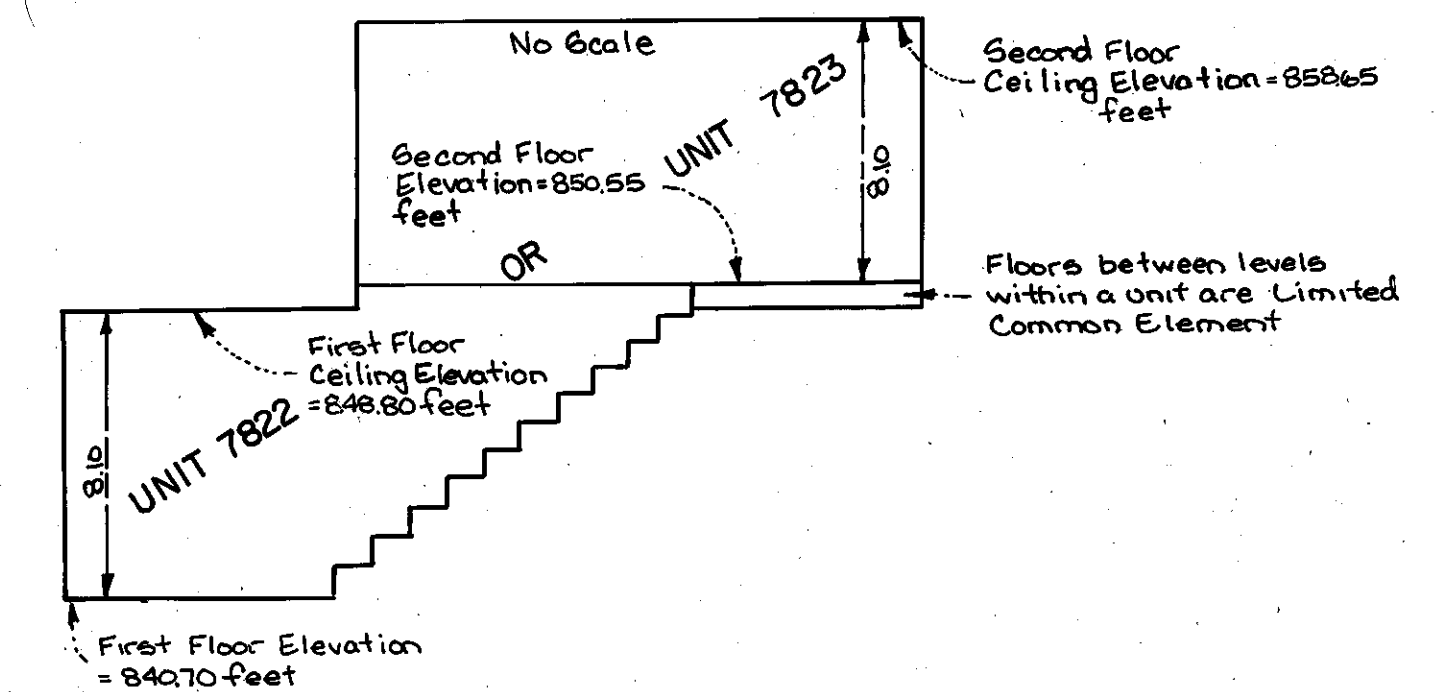 No Scale
Second Floor
Ceiling Elevation = 858.65
feet
UNIT 7823
Second Floor
Elevation = 850.55
feet
8.10
OR
Floors between levels
within a unit are Limited
Common Element
First Floor
Ceiling Elevation
= 848.80 feet
UNIT 7822
8.10
First Floor Elevation
= 840.70 feet